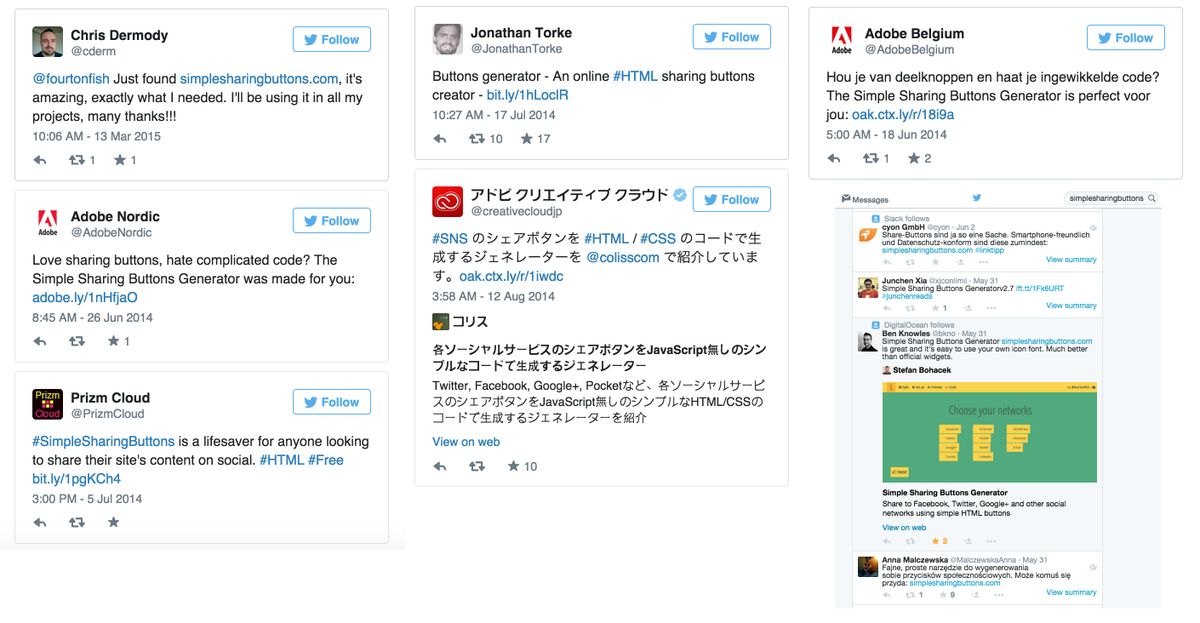 Chris Dermody
@cderm
Follow
@fourtonfish Just found simplesharingbuttons.com, it's
amazing, exactly what I needed. I'll be using it in all my
projects, many thanks!!!
10:06 AM - 13 Mar 2015
1 1
Adobe
Adobe Nordic
@AdobeNordic
Follow
Love sharing buttons, hate complicated code? The
Simple Sharing Buttons Generator was made for you:
adobe.ly/1nHfjaO
8:45 AM - 26 Jun 2014
1
Prizm
Cloud
Prizm Cloud
@PrizmCloud
Follow
#SimpleSharingButtons is a lifesaver for anyone looking
to share their site's content on social. #HTML #Free
bit.ly/1pgKCh4
3:00 PM - 5 Jul 2014
Jonathan Torke
@JonathanTorke
Follow
Buttons generator - An online #HTML sharing buttons
creator - bit.ly/1hLoclR
10:27 AM - 17 Jul 2014
10 17
アドビ クリエイティブ クラウド
@creativecloudjp
Follow
#SNS のシェアボタンを #HTML / #CSS のコードで生
成するジェネレーターを @colisscom で紹介していま
す。oak.ctx.ly/r/1iwdc
3:58 AM - 12 Aug 2014
コリス
各ソーシャルサービスのシェアボタンをJavaScript無しのシン
プルなコードで生成するジェネレーター
Twitter, Facebook, Google+, Pocketなど、各ソーシャルサービ
スのシェアボタンをJavaScript無しのシンプルなHTML/CSSの
コードで生成するジェネレーターを紹介
View on web
10
Adobe
Adobe Belgium
@AdobeBelgium
Follow
Hou je van deelknoppen en haat je ingewikkelde code?
The Simple Sharing Buttons Generator is perfect voor
jou: oak.ctx.ly/r/18i9a
5:00 AM - 18 Jun 2014
1 2
Messages
simplesharingbuttons
Slack follows
cyon GmbH @cyon · Jun 2
Share-Buttons sind ja so eine Sache. Smartphone-freundlich
und Datenschutz-konform sind diese zumindest:
simplesharingbuttons.com #linktipp
View summary
Junchen Xia @xjconlimi · May 31
Simple Sharing Buttons Generatorv2.7 ift.tt/1Fk6URT
#junchenreads
1
View summary
DigitalOcean follows
Ben Knowles @bkno · May 31
Simple Sharing Buttons Generator simplesharingbuttons.com
is great and it's easy to use your own icon font. Much better
than official widgets.
Stefan Bohacek
Choose your networks
Next
Simple Sharing Buttons Generator
Share to Facebook, Twitter, Google+ and other social
networks using simple HTML buttons
View on web
2
Anna Malczewska @MalczewskaAnna · May 31
Fajne, proste narzędzie do wygenerowania
sobie przycisków społecznościowych. Może komuś się
przyda: simplesharingbuttons.com
1 9
View summary